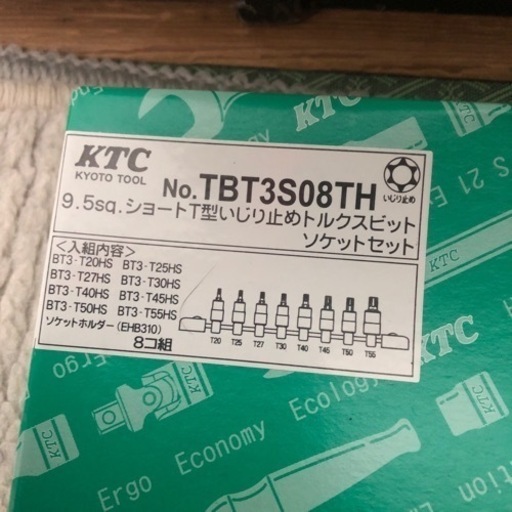 Ecology
KTC
KTC
KYOTO TOOL
No.TBT3S08TH
いじり止め
9.5sq.ショートT型いじり止めトルクスビット
ソケットセット
<入組内容>
BT3-T20HS BT3-T25HS
BT3-T27HS BT3-T30HS
BT3-T40HS BT3-T45HS
BT3-T50HS BT3-T55HS
ソケットホルダー(EHB310)
8コ組
T20 T25 T27 T30 T40 T45 T50 T55
S 21
KTC
Ergo
Ecology
Economy
Ergo
KTC
KTC